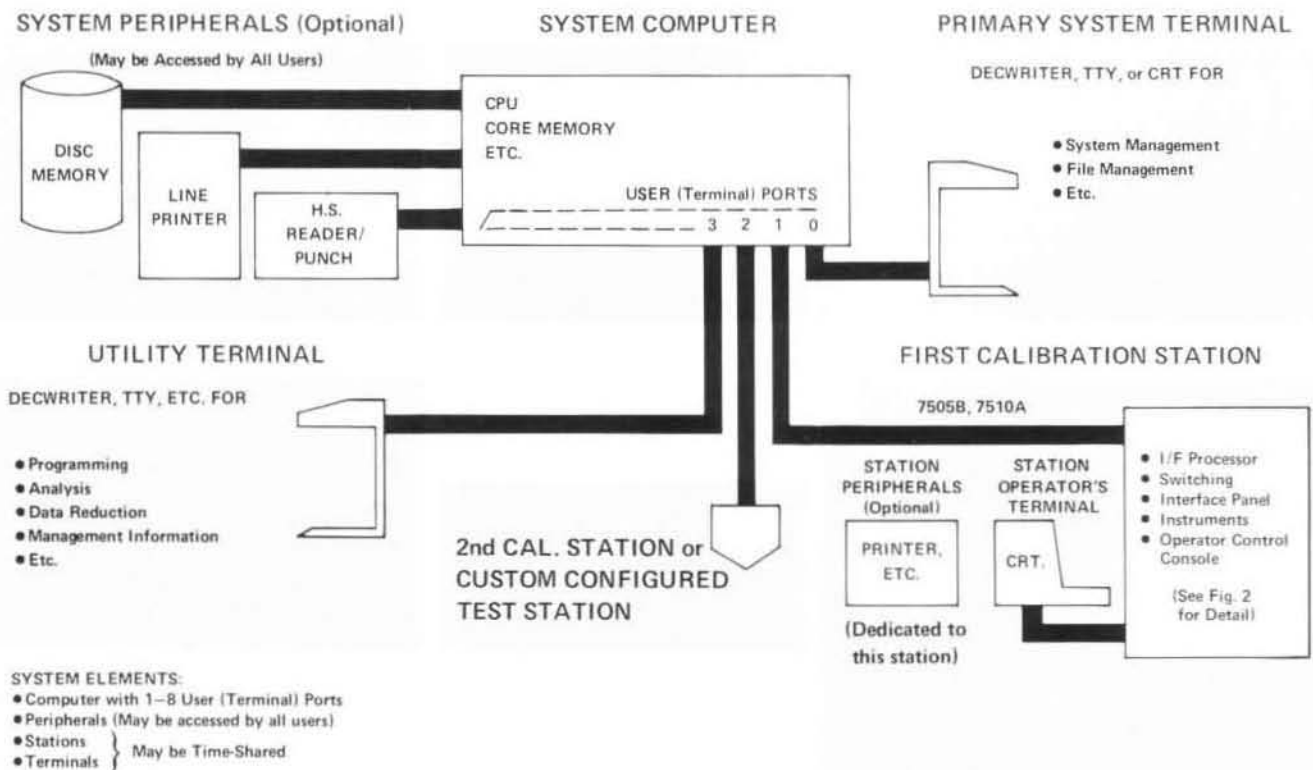 SYSTEM PERIPHERALS (Optional)
(May be Accessed by All Users)
DISC
MEMORY
LINE
PRINTER
H.S.
READER/
PUNCH
SYSTEM COMPUTER
CPU
CORE MEMORY
ETC.
USER (Terminal) PORTS
3 2 1 0
PRIMARY SYSTEM TERMINAL
DECWRITER, TTY, or CRT FOR
● System Management
● File Management
● Etc.
UTILITY TERMINAL
DECWRITER, TTY, ETC. FOR
● Programming
● Analysis
● Data Reduction
● Management Information
● Etc.
2nd CAL. STATION or
CUSTOM CONFIGURED
TEST STATION
FIRST CALIBRATION STATION
7505B, 7510A
STATION
PERIPHERALS
(Optional)
PRINTER,
ETC.
(Dedicated to
this station)
STATION
OPERATOR'S
TERMINAL
CRT.
● I/F Processor
● Switching
● Interface Panel
● Instruments
● Operator Control
Console
(See Fig. 2
for Detail)
SYSTEM ELEMENTS:
● Computer with 1–8 User (Terminal) Ports
● Peripherals (May be accessed by all users)
● Stations
● Terminals
} May be Time-Shared